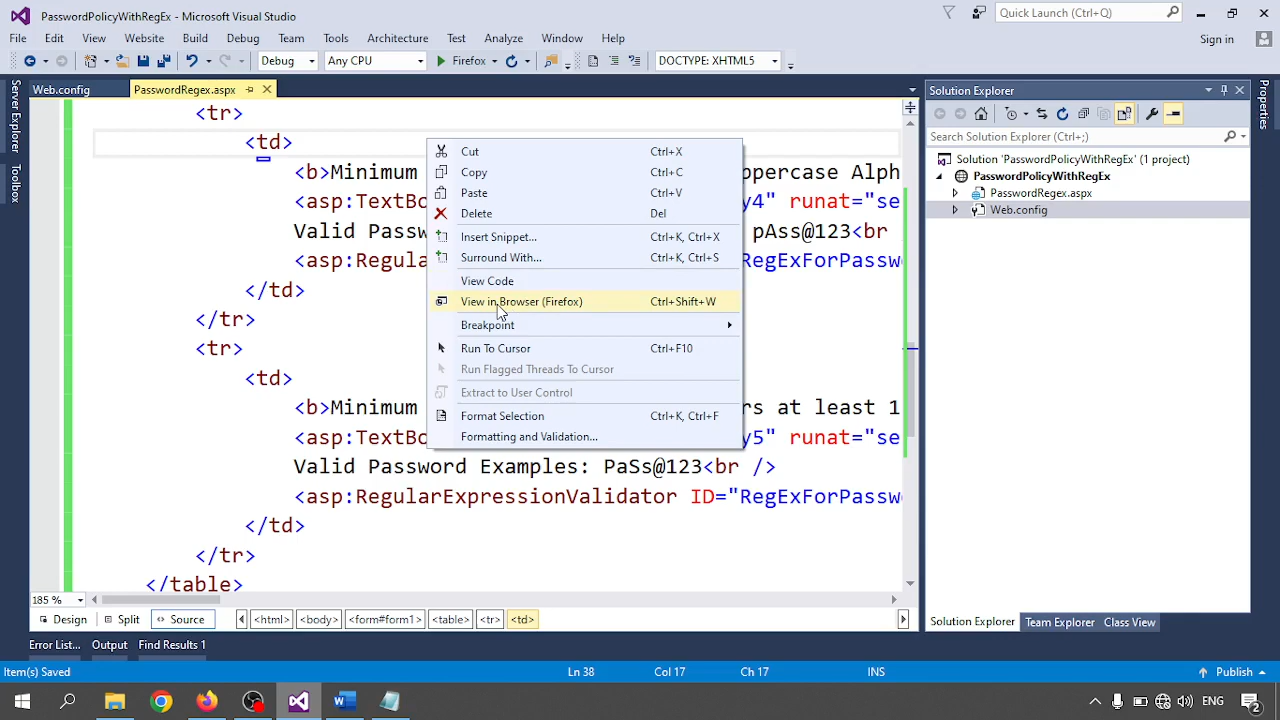 PasswordPolicyWithRegEx - Microsoft Visual Studio
Quick Launch (Ctrl+Q)
File Edit View Website Build Debug Team Tools Architecture Test Analyze Window Help
Sign in
Debug Any CPU Firefox DOCTYPE: XHTML5
Server Explorer
Toolbox
Web.config PasswordRegex.aspx
<tr>
<td>
<b>Minimum ppercase Alph
<asp:TextBo y4" runat="se
Valid Passw pAss@123<br
<asp:Regular RegExForPassw
</td>
</tr>
<tr>
<td>
<b>Minimum rs at least 1
<asp:TextBo y5" runat="se
Valid Password Examples: PaSs@123<br />
<asp:RegularExpressionValidator ID="RegExForPassw
</td>
</tr>
</table>
Cut Ctrl+X
Copy Ctrl+C
Paste Ctrl+V
Delete Del
Insert Snippet... Ctrl+K, Ctrl+X
Surround With... Ctrl+K, Ctrl+S
View Code
View in Browser (Firefox) Ctrl+Shift+W
Breakpoint
Run To Cursor Ctrl+F10
Run Flagged Threads To Cursor
Extract to User Control
Format Selection Ctrl+K, Ctrl+F
Formatting and Validation...
185 %
Design Split Source <html> <body> <form#form1> <table> <tr> <td>
Solution Explorer
Search Solution Explorer (Ctrl+;)
Solution 'PasswordPolicyWithRegEx' (1 project)
PasswordPolicyWithRegEx
PasswordRegex.aspx
Web.config
Solution Explorer Team Explorer Class View
Properties
Error List... Output Find Results 1
Item(s) Saved Ln 38 Col 17 Ch 17 INS Publish
ENG 2